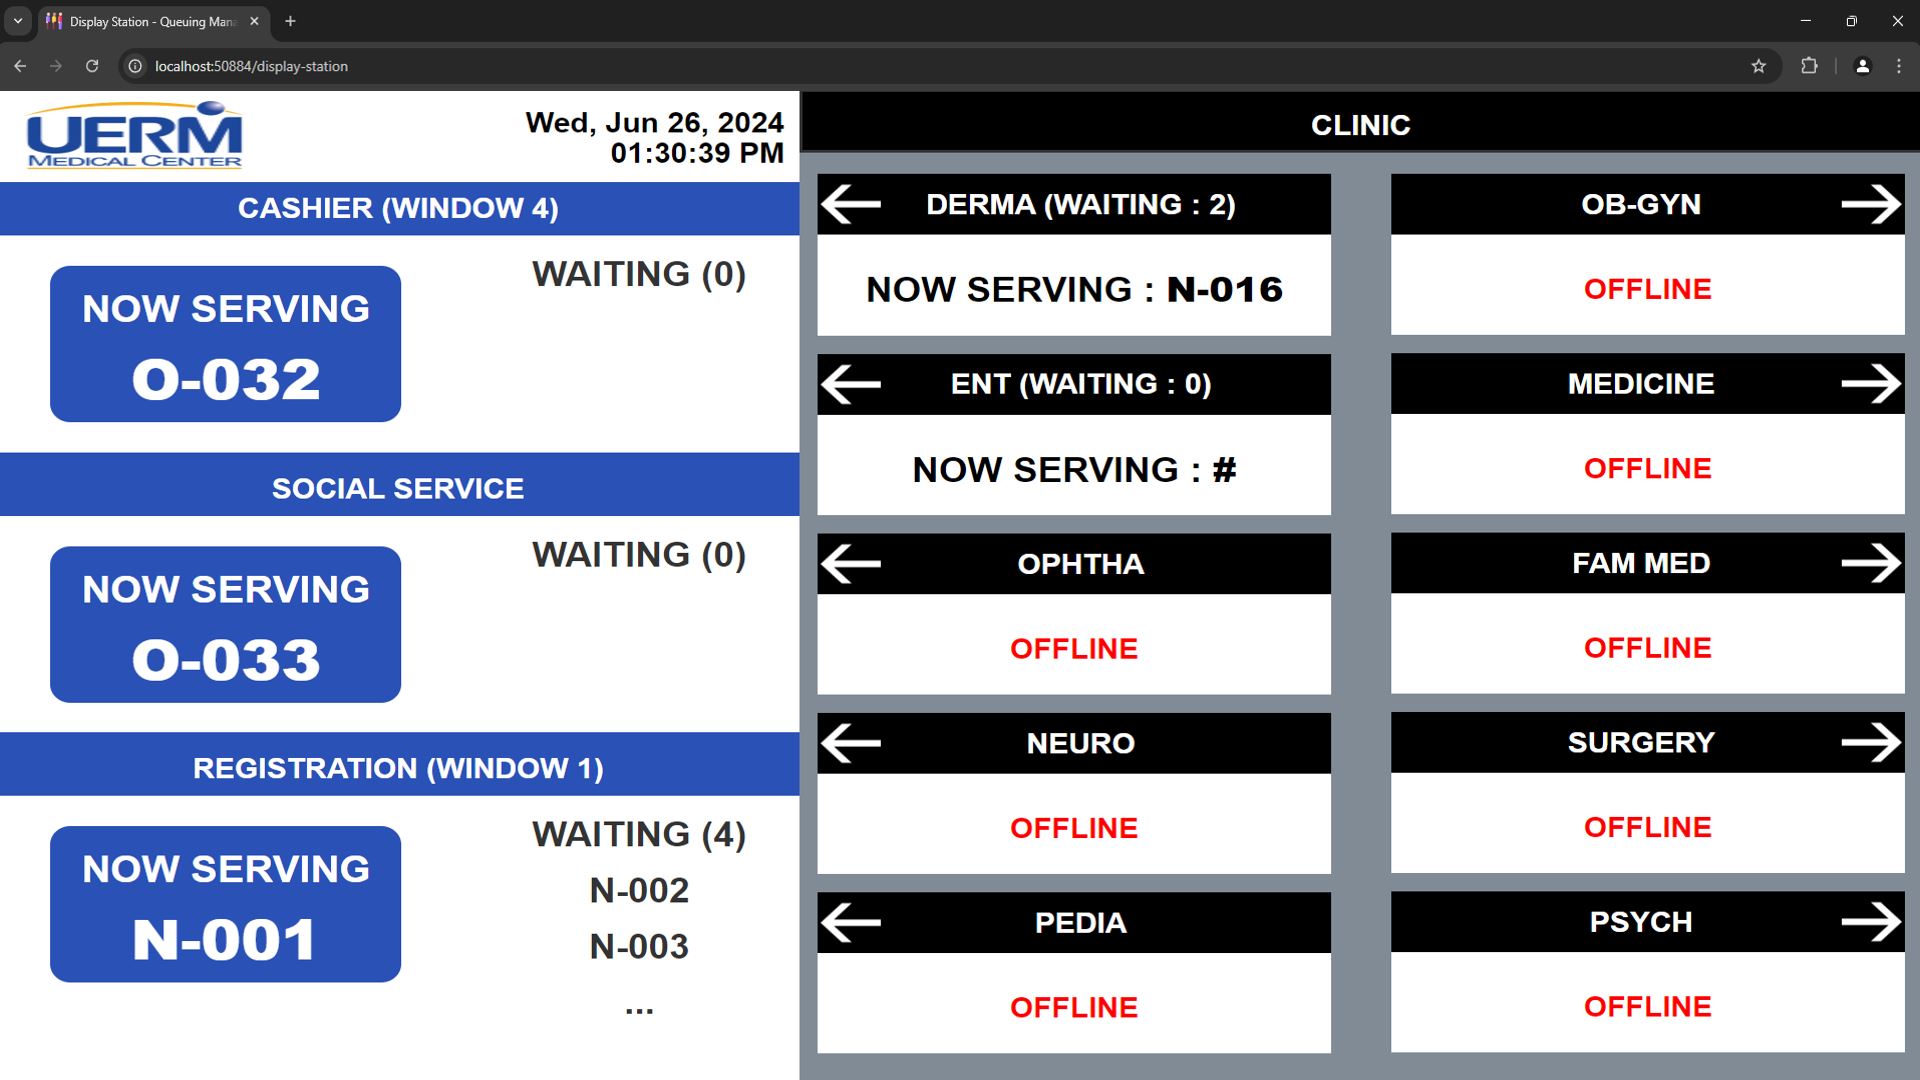 Display Station - Queuing Man
localhost:50884/display-station
UERM
MEDICAL CENTER
Wed, Jun 26, 2024
01:30:39 PM
CASHIER (WINDOW 4)
NOW SERVING
O-032
WAITING (0)
SOCIAL SERVICE
NOW SERVING
O-033
WAITING (0)
REGISTRATION (WINDOW 1)
NOW SERVING
N-001
WAITING (4)
N-002
N-003
...
CLINIC
DERMA (WAITING : 2)
NOW SERVING : N-016
ENT (WAITING : 0)
NOW SERVING : #
OPHTHA
OFFLINE
NEURO
OFFLINE
PEDIA
OFFLINE
OB-GYN
OFFLINE
MEDICINE
OFFLINE
FAM MED
OFFLINE
SURGERY
OFFLINE
PSYCH
OFFLINE